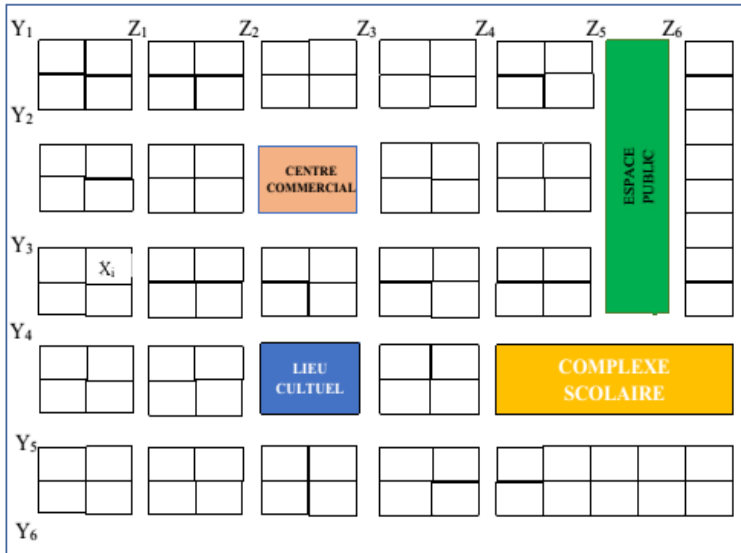 Y1 Z1 Z2 Z3 Z4 Z5 Z6
Y2
CENTRE
COMMERCIAL
ESPACE
PUBLIC
Y3
Xi
Y4
LIEU
CULTUEL
COMPLEXE
SCOLAIRE
Y5
Y6